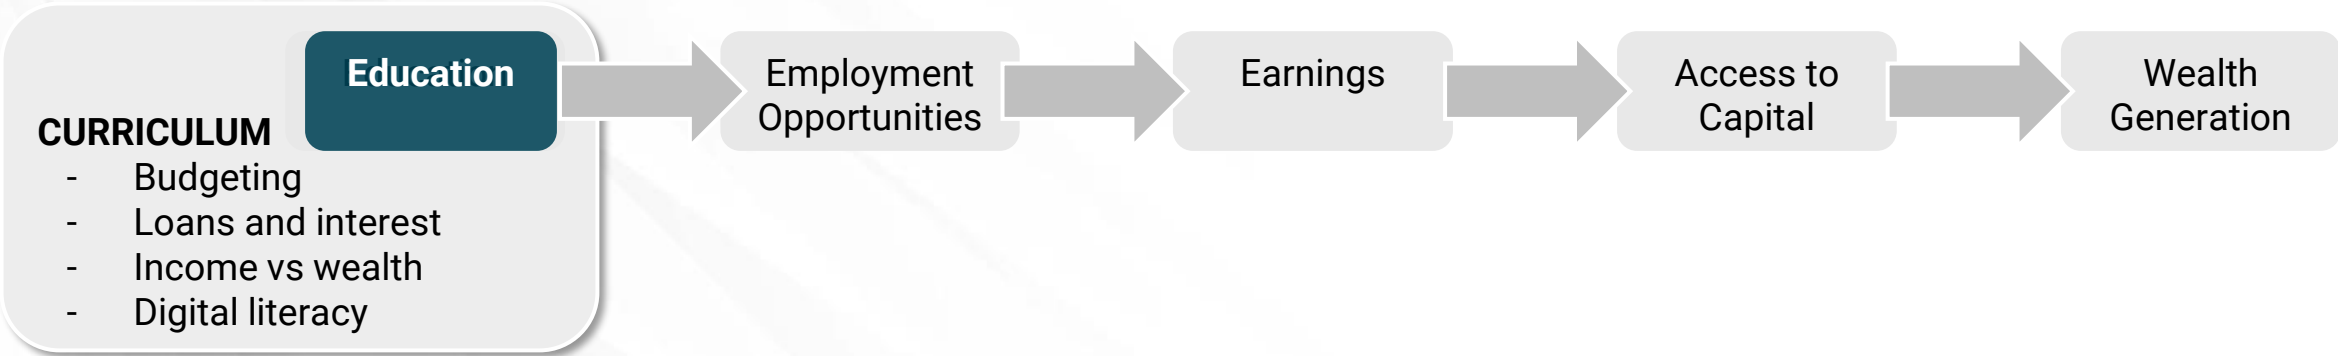 Education
CURRICULUM
- Budgeting
- Loans and interest
- Income vs wealth
- Digital literacy
Employment
Opportunities
Earnings
Access to
Capital
Wealth
Generation